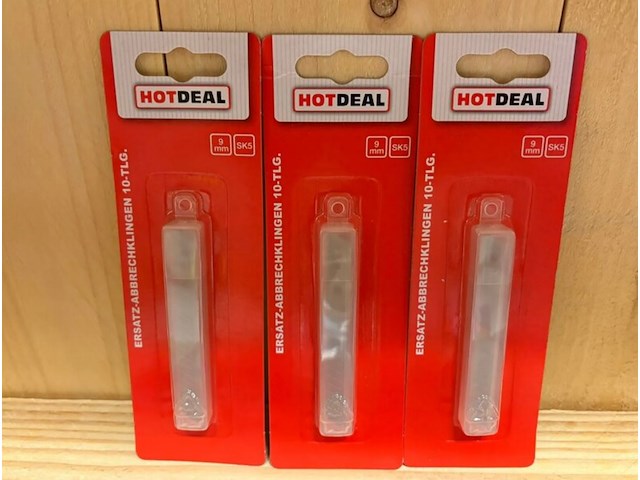 HOTDEAL
9 mm
SK5
ERSATZ-ABBRECHKLINGEN 10-TLG.
HOTDEAL
9 mm
SK5
ERSATZ-ABBRECHKLINGEN 10-TLG.
HOTDEAL
9 mm
SK5
ERSATZ-ABBRECHKLINGEN 10-TLG.